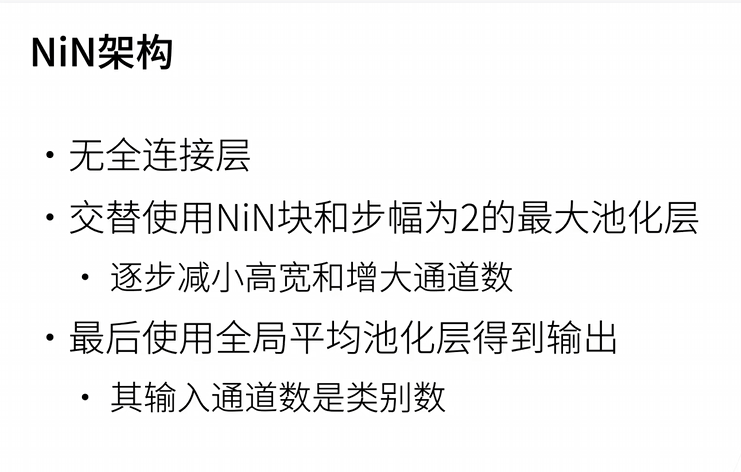 NiN架构
• 无全连接层
• 交替使用NiN块和步幅为2的最大池化层
• 逐步减小高宽和增大通道数
• 最后使用全局平均池化层得到输出
• 其输入通道数是类别数